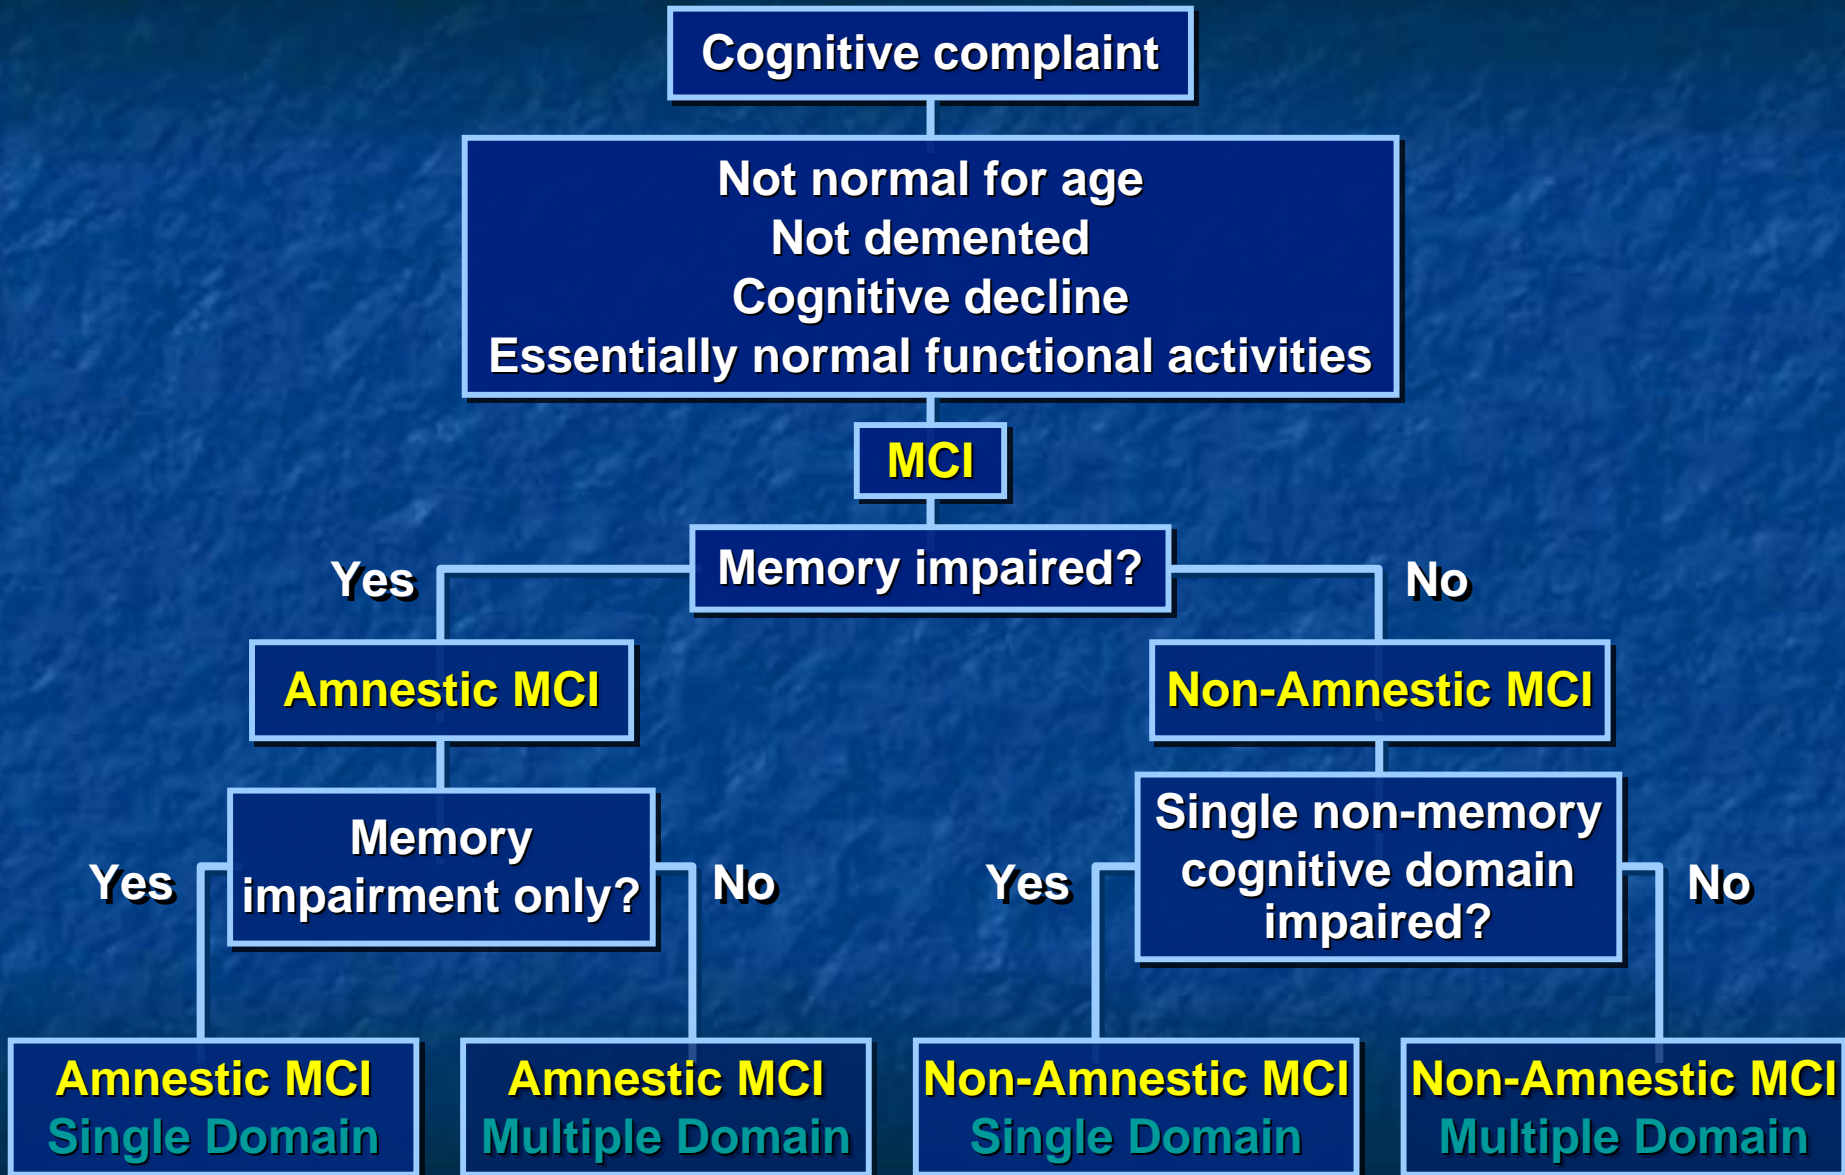 Cognitive complaint
Not normal for age
Not demented
Cognitive decline
Essentially normal functional activities
MCI
Memory impaired?
Yes
No
Amnestic MCI
Non-Amnestic MCI
Memory
impairment only?
Yes
No
Single non-memory
cognitive domain
impaired?
Yes
No
Amnestic MCI
Single Domain
Amnestic MCI
Multiple Domain
Non-Amnestic MCI
Single Domain
Non-Amnestic MCI
Multiple Domain